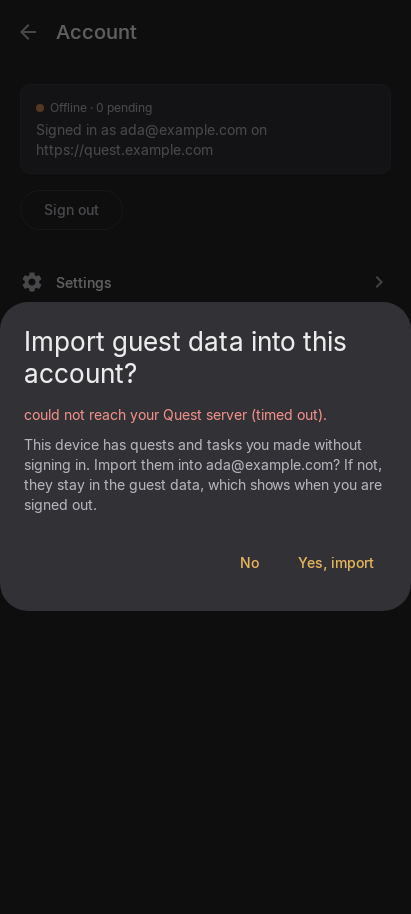 Account
Offline · 0 pending
Signed in as ada@example.com on
https://quest.example.com
Sign out
Settings
Import guest data into this
account?
could not reach your Quest server (timed out).
This device has quests and tasks you made without
signing in. Import them into ada@example.com? If not,
they stay in the guest data, which shows when you are
signed out.
No
Yes, import